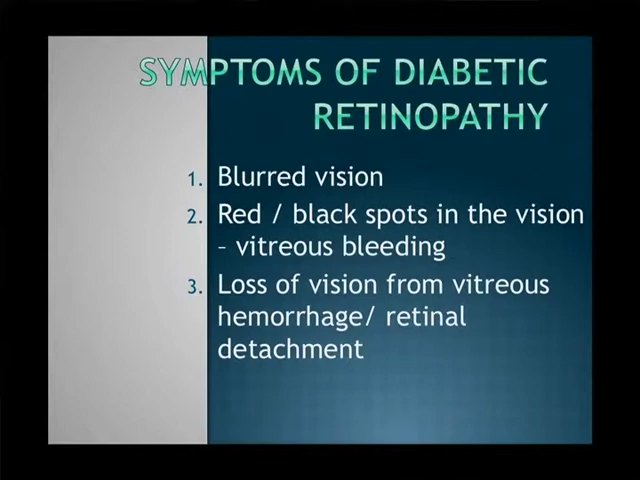 SYMPTOMS OF DIABETIC
RETINOPATHY
1. Blurred vision
2. Red / black spots in the vision
– vitreous bleeding
3. Loss of vision from vitreous
hemorrhage/ retinal
detachment